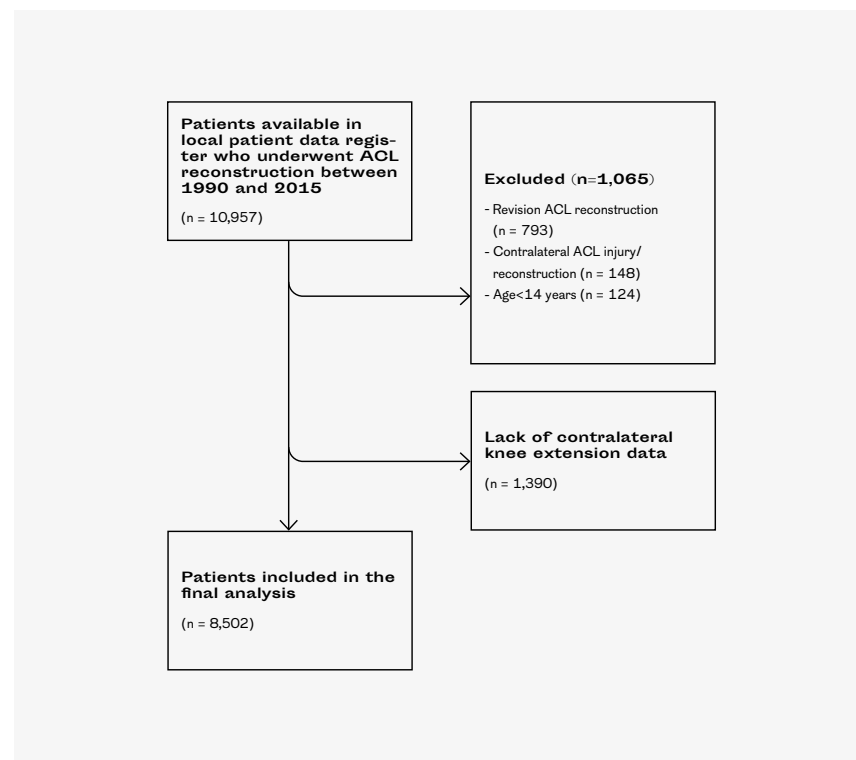 Patients available in
local patient data regis-
ter who underwent ACL
reconstruction between
1990 and 2015
(n = 10,957)
Excluded (n=1,065)
- Revision ACL reconstruction
(n = 793)
- Contralateral ACL injury/
reconstruction (n = 148)
- Age<14 years (n = 124)
Lack of contralateral
knee extension data
(n = 1,390)
Patients included in the
final analysis
(n = 8,502)